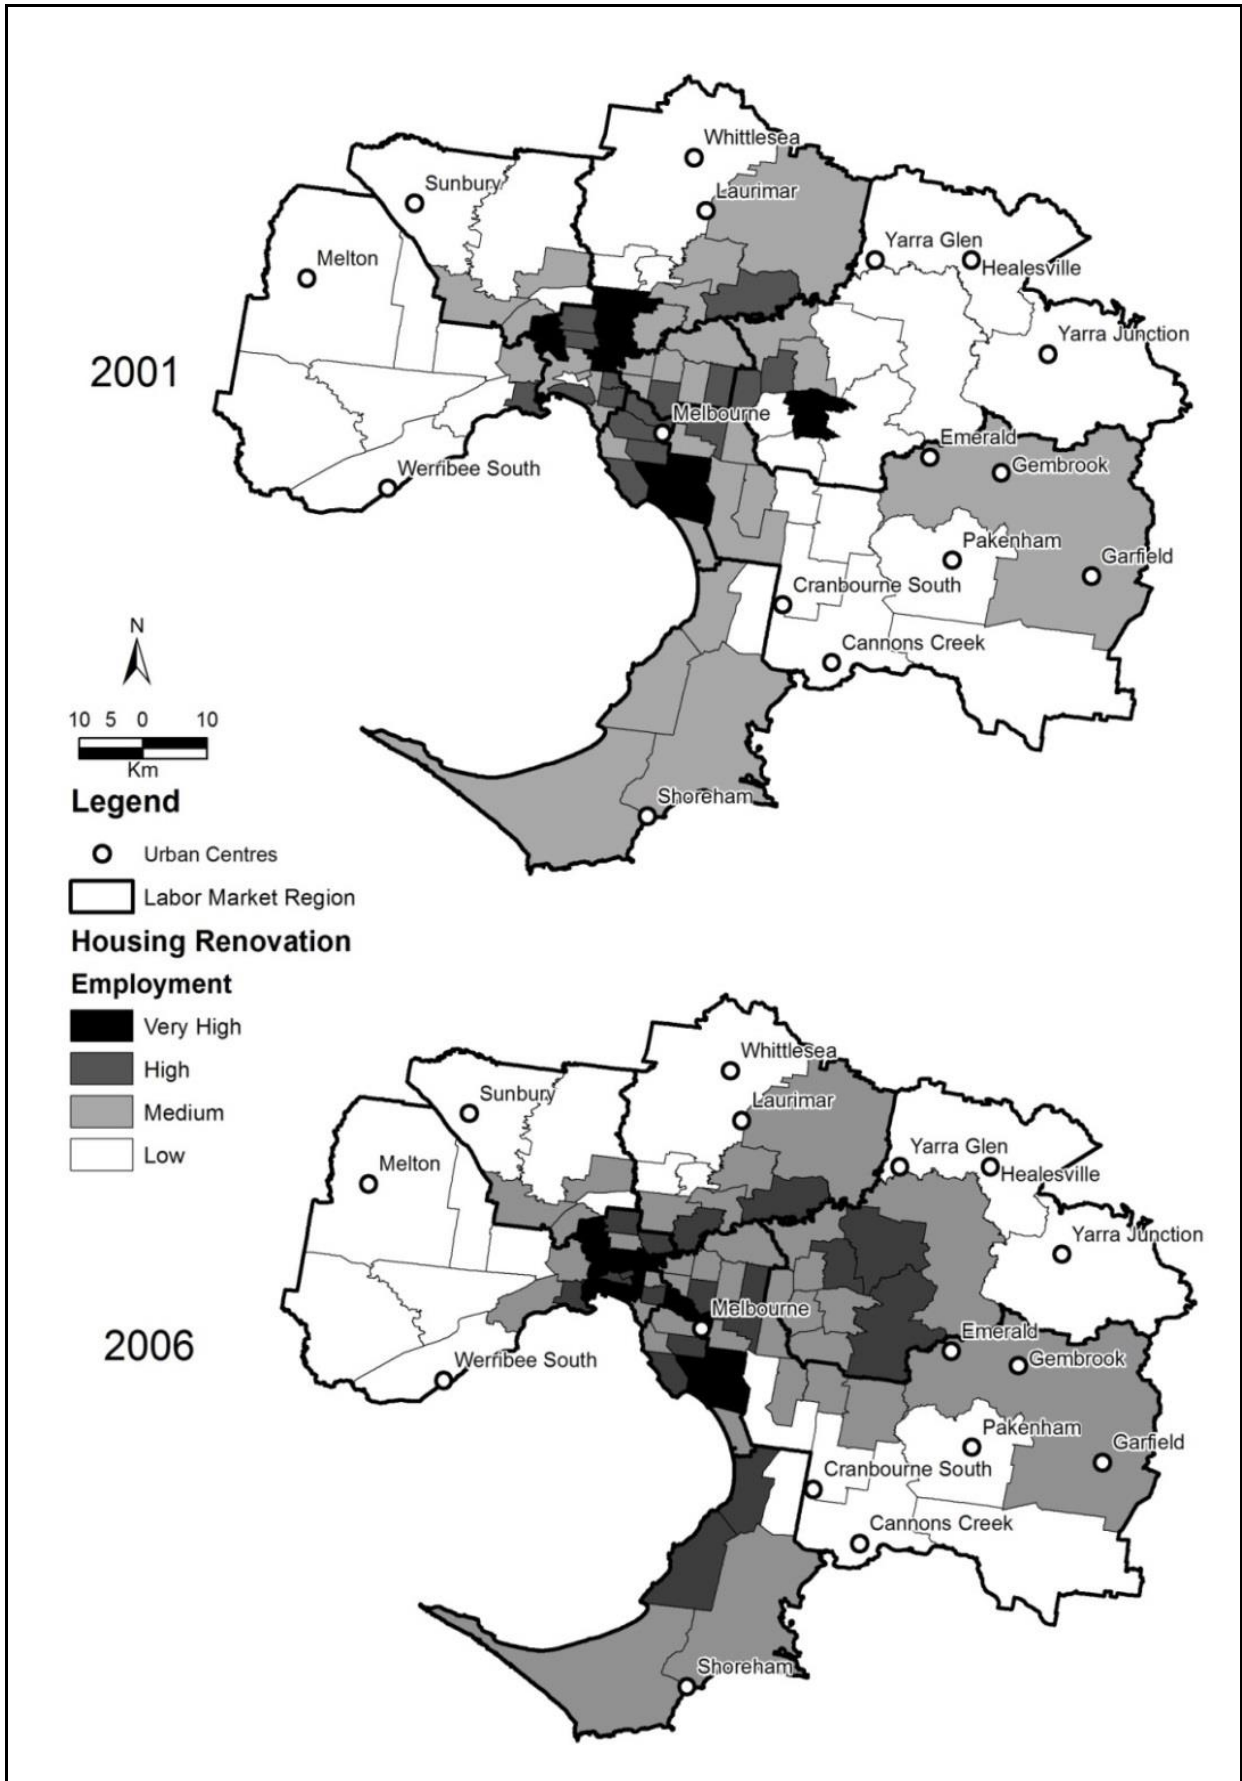 Whittlesea
Sunbury
Laurimar
Yarra Glen
Melton
Healesville
Yarra Junction
2001
Melbourne
Emerald
Gembrook
Werribee South
Pakenham
Garfield
Cranbourne South
N
Cannons Creek
10 5 0 10
Km
Shoreham
Legend
Urban Centres
Labor Market Region
Housing Renovation
Employment
Very High
High
Medium
Low
Whittlesea
Sunbury
Laurimar
Yarra Glen
Melton
Healesville
Yarra Junction
Melbourne
2006
Emerald
Werribee South
Gembrook
Pakenham
Garfield
Cranbourne South
Cannons Creek
Shoreham